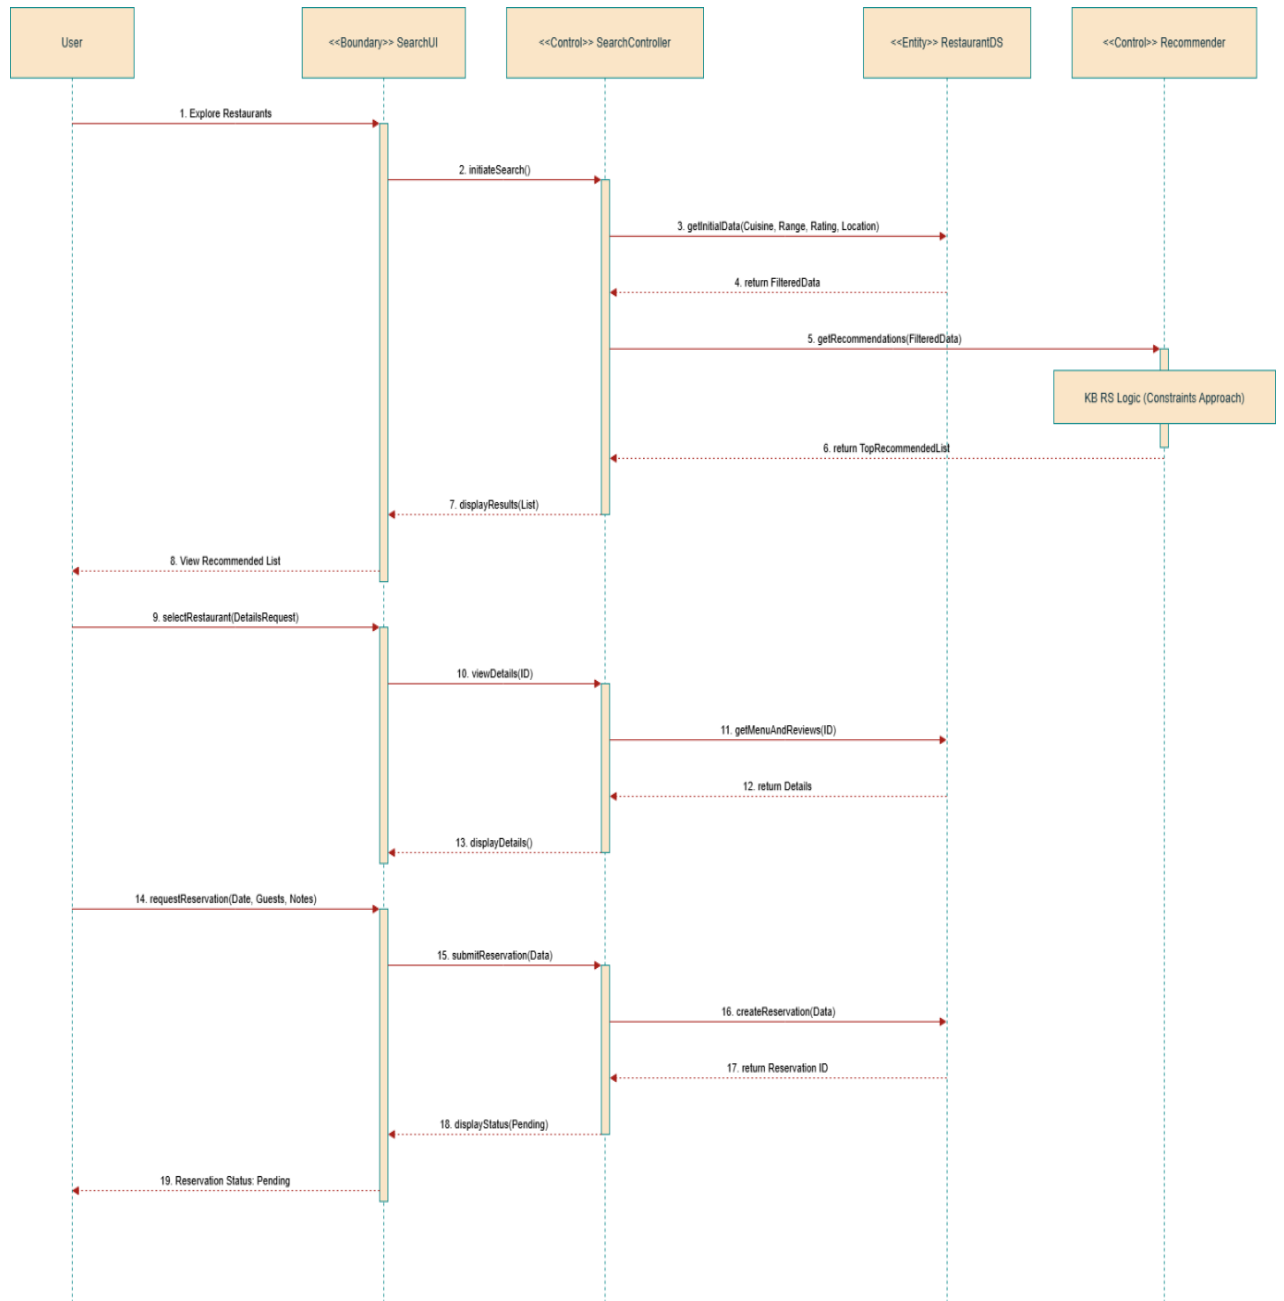 User
<<Boundary>> SearchUI
<<Control>> SearchController
<<Entity>> RestaurantDS
<<Control>> Recommender
1. Explore Restaurants
2. initiateSearch()
3. getInitialData(Cuisine, Range, Rating, Location)
4. return FilteredData
5. getRecommendations(FilteredData)
KB RS Logic (Constraints Approach)
6. return TopRecommendedList
7. displayResults(List)
8. View Recommended List
9. selectRestaurant(DetailsRequest)
10. viewDetails(ID)
11. getMenuAndReviews(ID)
12. return Details
13. displayDetails()
14. requestReservation(Date, Guests, Notes)
15. submitReservation(Data)
16. createReservation(Data)
17. return Reservation ID
18. displayStatus(Pending)
19. Reservation Status: Pending